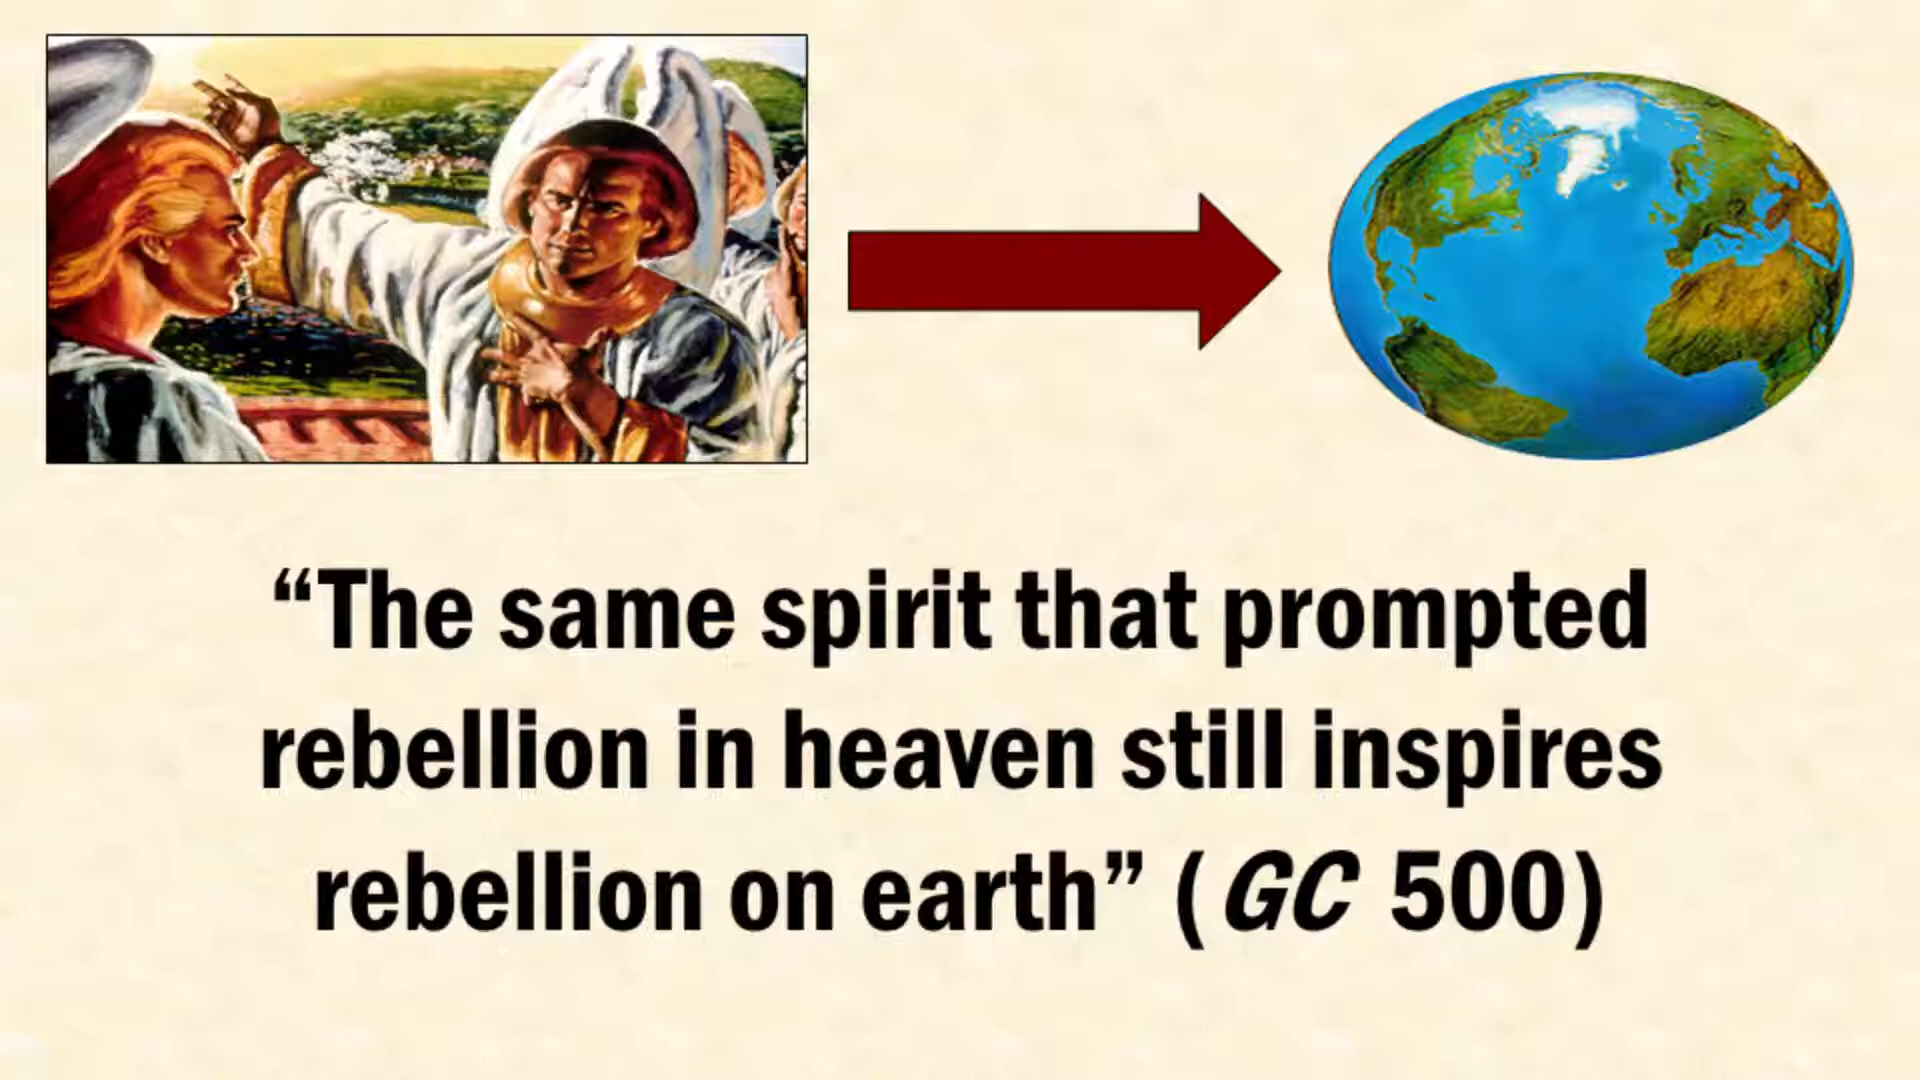 “The same spirit that prompted
rebellion in heaven still inspires
rebellion on earth” (GC 500)